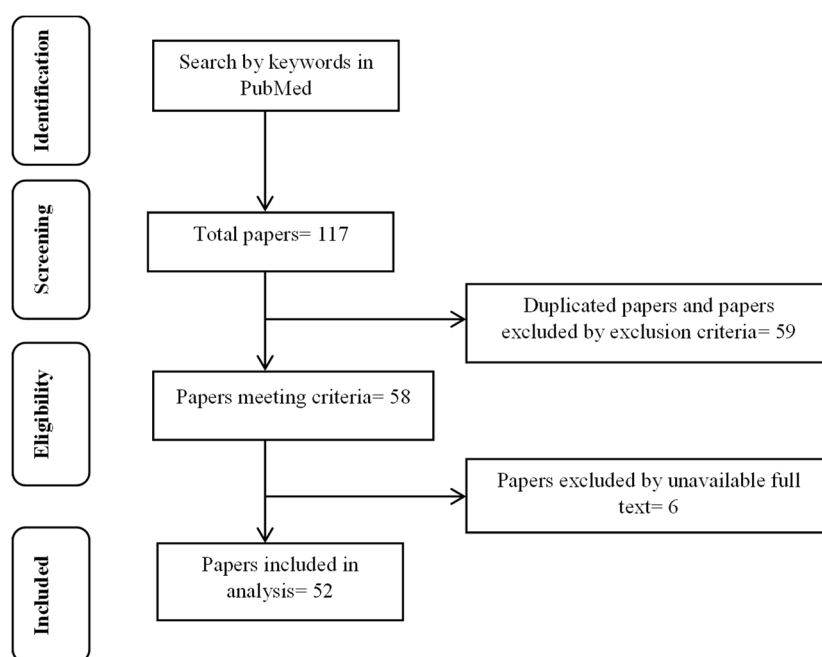 Identification
Search by keywords in
PubMed
Screening
Total papers= 117
Duplicated papers and papers
excluded by exclusion criteria= 59
Eligibility
Papers meeting criteria= 58
Papers excluded by unavailable full
text= 6
Included
Papers included in
analysis= 52